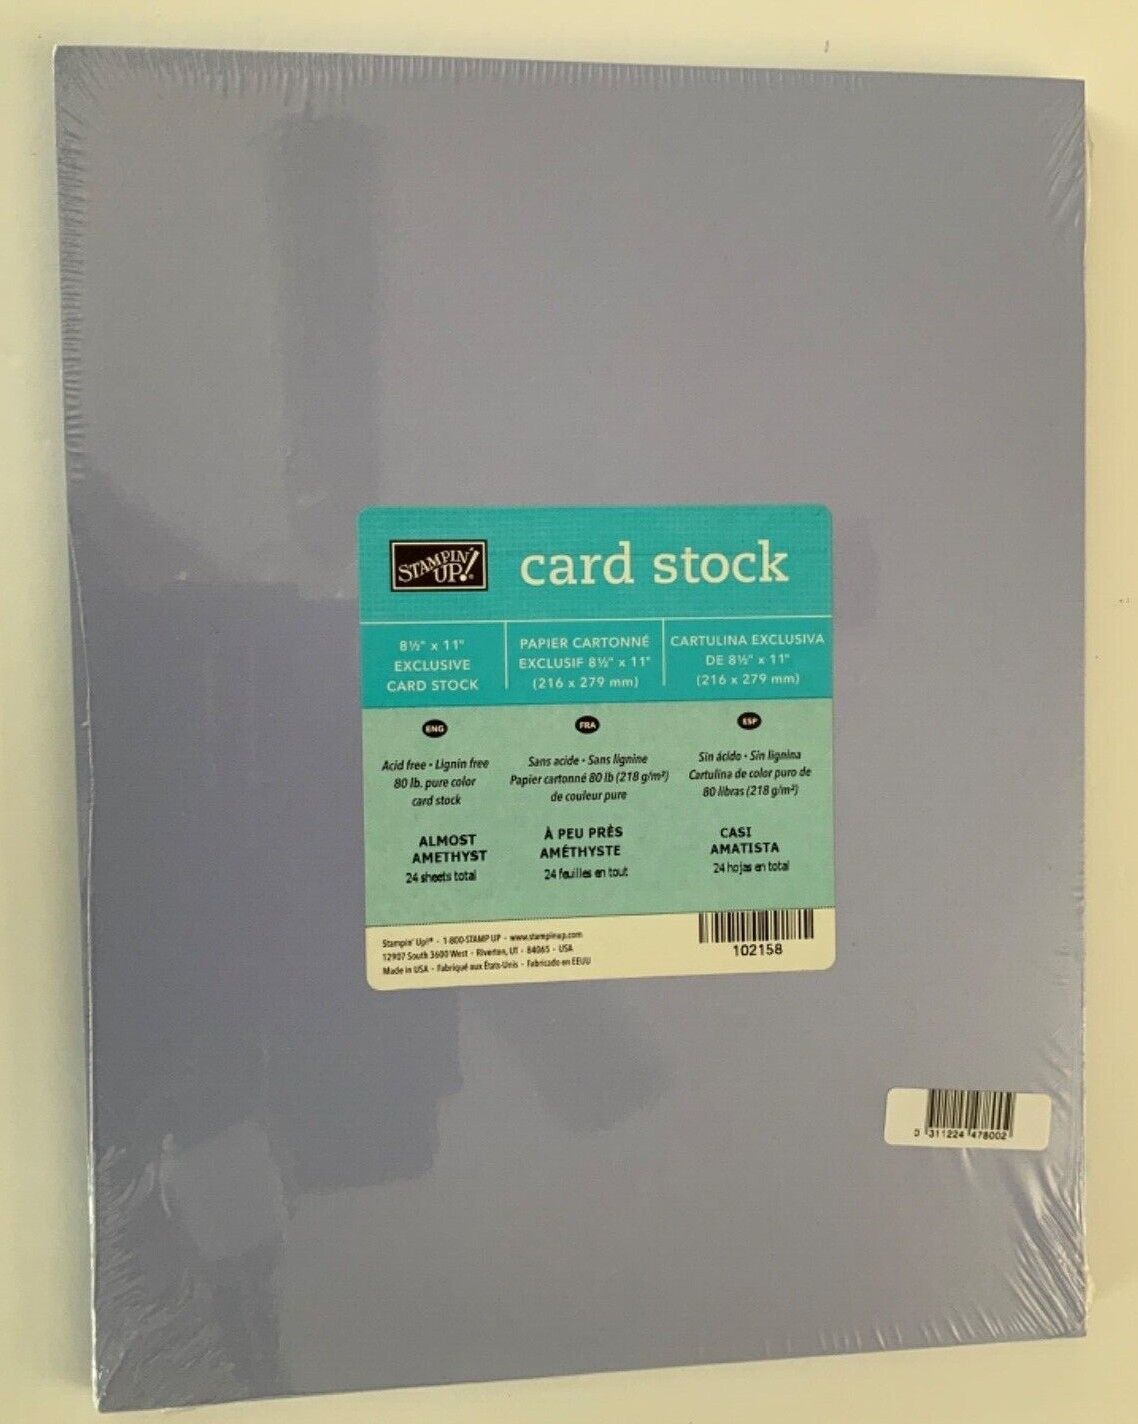 STAMPIN' UP!®
card stock
8½" x 11"
EXCLUSIVE
CARD STOCK
PAPIER CARTONNÉ
EXCLUSIF 8½" x 11"
(216 x 279 mm)
CARTULINA EXCLUSIVA
DE 8½" x 11"
(216 x 279 mm)
ENG
Acid free • Lignin free
80 lb. pure color
card stock
ALMOST
AMETHYST
24 sheets total
FRA
Sans acide • Sans lignine
Papier cartonné 80 lb (218 g/m²)
de couleur pure
À PEU PRÈS
AMÉTHYSTE
24 feuilles en tout
ESP
Sin ácido • Sin lignina
Cartulina de color puro de
80 libras (218 g/m²)
CASI
AMATISTA
24 hojas en total
Stampin' Up!® • 1-800-STAMP UP • www.stampinup.com
12907 South 3600 West • Riverton, UT • 84065 • USA
Made in USA • Fabriqué aux États-Unis • Fabricado en EEUU
102158
0 311224 478002